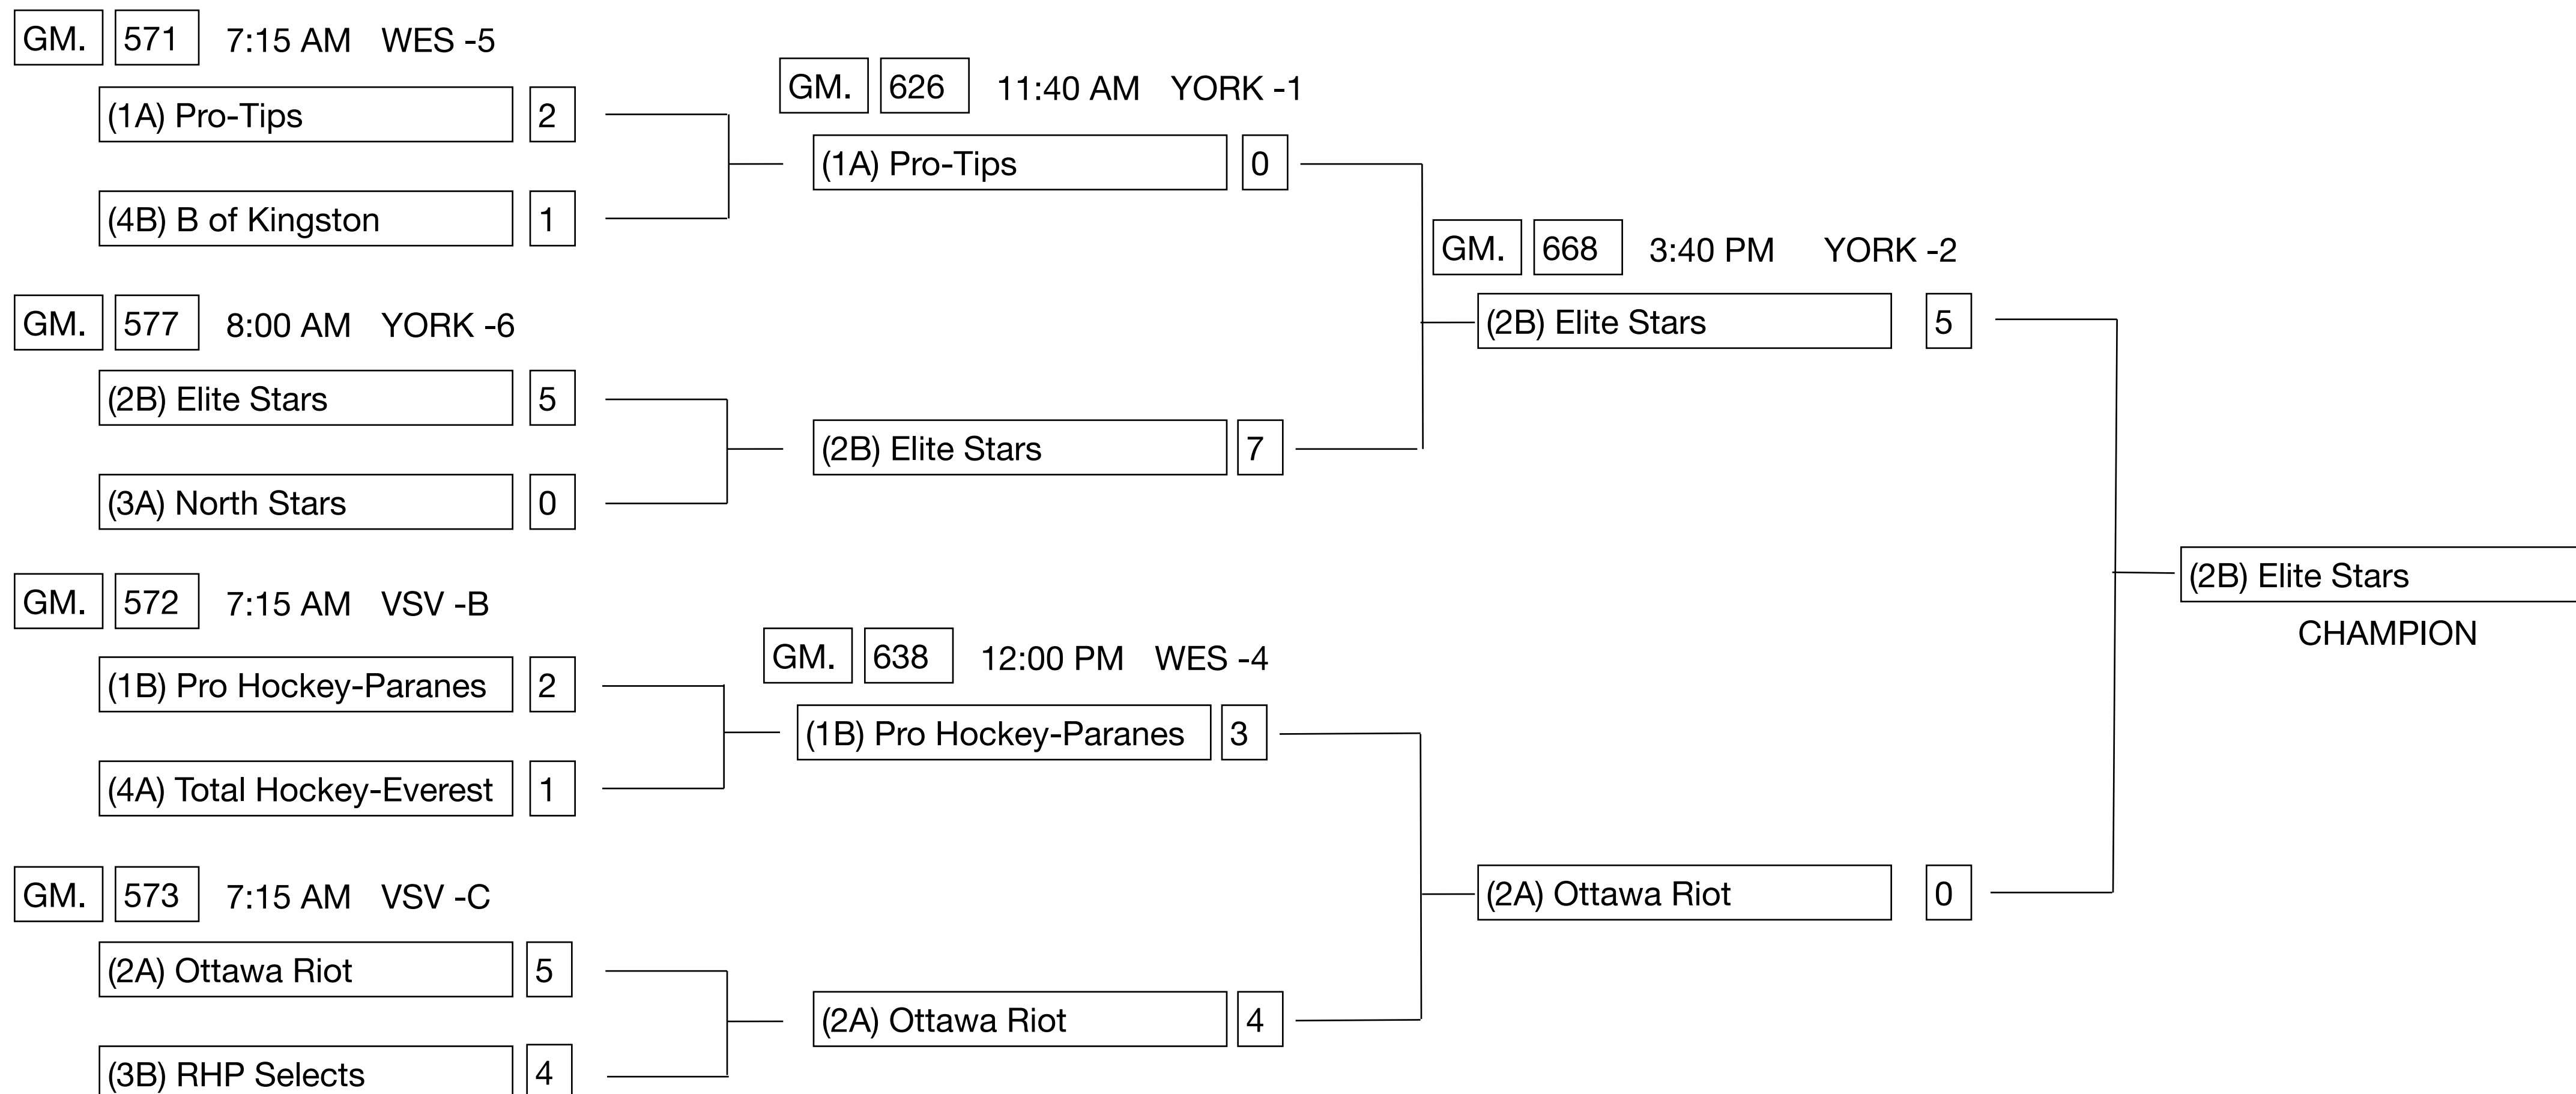 GM. 571 7:15 AM WES -5
(1A) Pro-Tips 2
(4B) B of Kingston 1
GM. 577 8:00 AM YORK -6
(2B) Elite Stars 5
(3A) North Stars 0
GM. 572 7:15 AM VSV -B
(1B) Pro Hockey-Paranes 2
(4A) Total Hockey-Everest 1
GM. 573 7:15 AM VSV -C
(2A) Ottawa Riot 5
(3B) RHP Selects 4
GM. 626 11:40 AM YORK -1
(1A) Pro-Tips 0
(2B) Elite Stars 7
GM. 638 12:00 PM WES -4
(1B) Pro Hockey-Paranes 3
(2A) Ottawa Riot 4
GM. 668 3:40 PM YORK -2
(2B) Elite Stars 5
(2A) Ottawa Riot 0
(2B) Elite Stars
CHAMPION